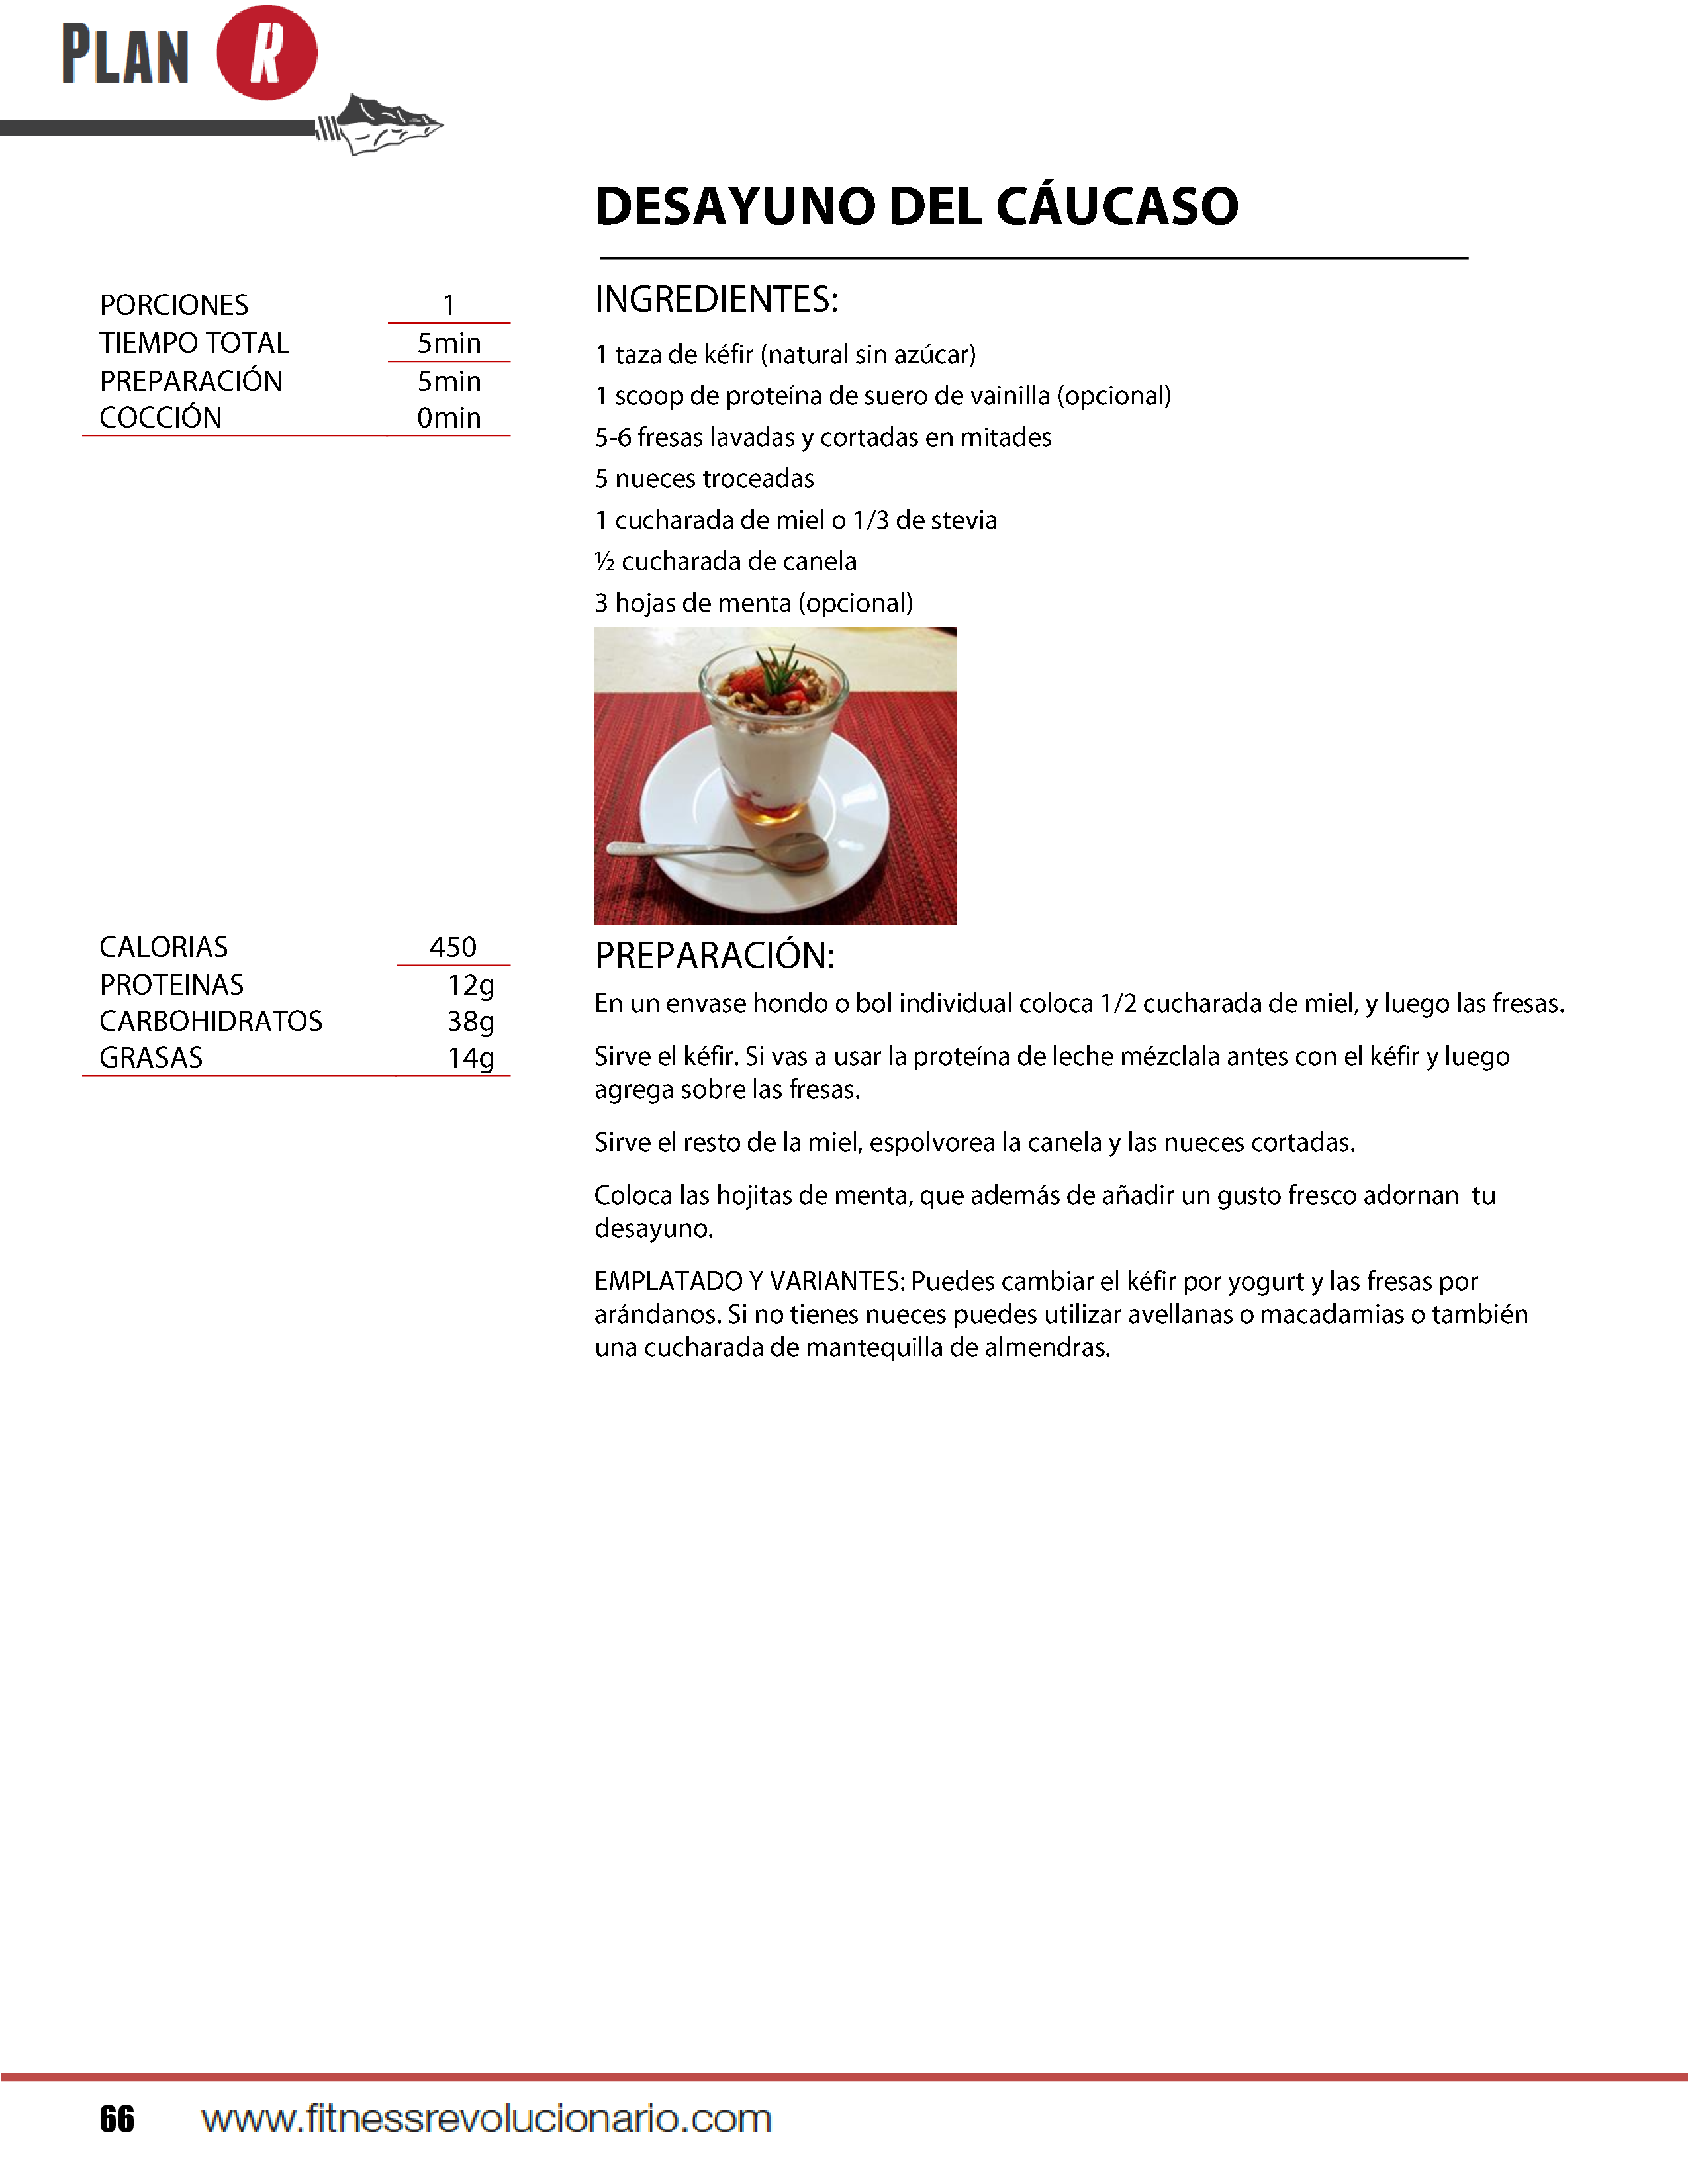 PLAN R
DESAYUNO DEL CÁUCASO
PORCIONES 1
TIEMPO TOTAL 5min
PREPARACIÓN 5min
COCCIÓN 0min
INGREDIENTES:
1 taza de kéfir (natural sin azúcar)
1 scoop de proteína de suero de vainilla (opcional)
5-6 fresas lavadas y cortadas en mitades
5 nueces troceadas
1 cucharada de miel o 1/3 de stevia
½ cucharada de canela
3 hojas de menta (opcional)
CALORIAS 450
PROTEINAS 12g
CARBOHIDRATOS 38g
GRASAS 14g
PREPARACIÓN:
En un envase hondo o bol individual coloca 1/2 cucharada de miel, y luego las fresas.
Sirve el kéfir. Si vas a usar la proteína de leche mézclala antes con el kéfir y luego
agrega sobre las fresas.
Sirve el resto de la miel, espolvorea la canela y las nueces cortadas.
Coloca las hojitas de menta, que además de añadir un gusto fresco adornan  tu
desayuno.
EMPLATADO Y VARIANTES: Puedes cambiar el kéfir por yogurt y las fresas por
arándanos. Si no tienes nueces puedes utilizar avellanas o macadamias o también
una cucharada de mantequilla de almendras.
66 www.fitnessrevolucionario.com